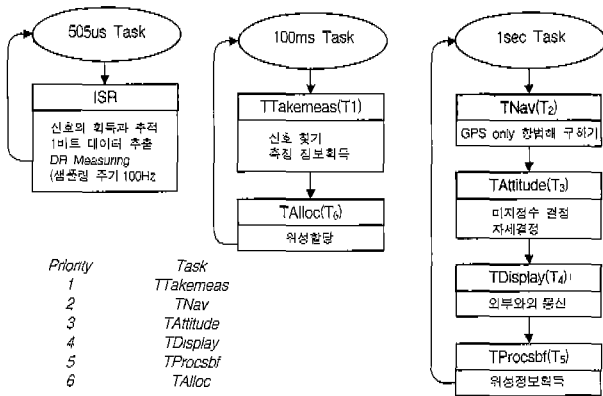 505us Task
ISR
신호의 획득과 추적
1비트 데이터 추출
DR Measuring
(샘플링 주기 100Hz
100ms Task
TTakemeas(T1)
신호 찾기
측정 정보획득
TAlloc(T6)
위성할당
1sec Task
TNav(T2)
GPS only 항법해 구하기
TAttitude(T3)
미지정수 결정
자세결정
TDisplay(T4)
외부와의 통신
TProcsbf(T5)
위성정보획득
Priority Task
1 TTakemeas
2 TNav
3 TAttitude
4 TDisplay
5 TProcsbf
6 TAlloc